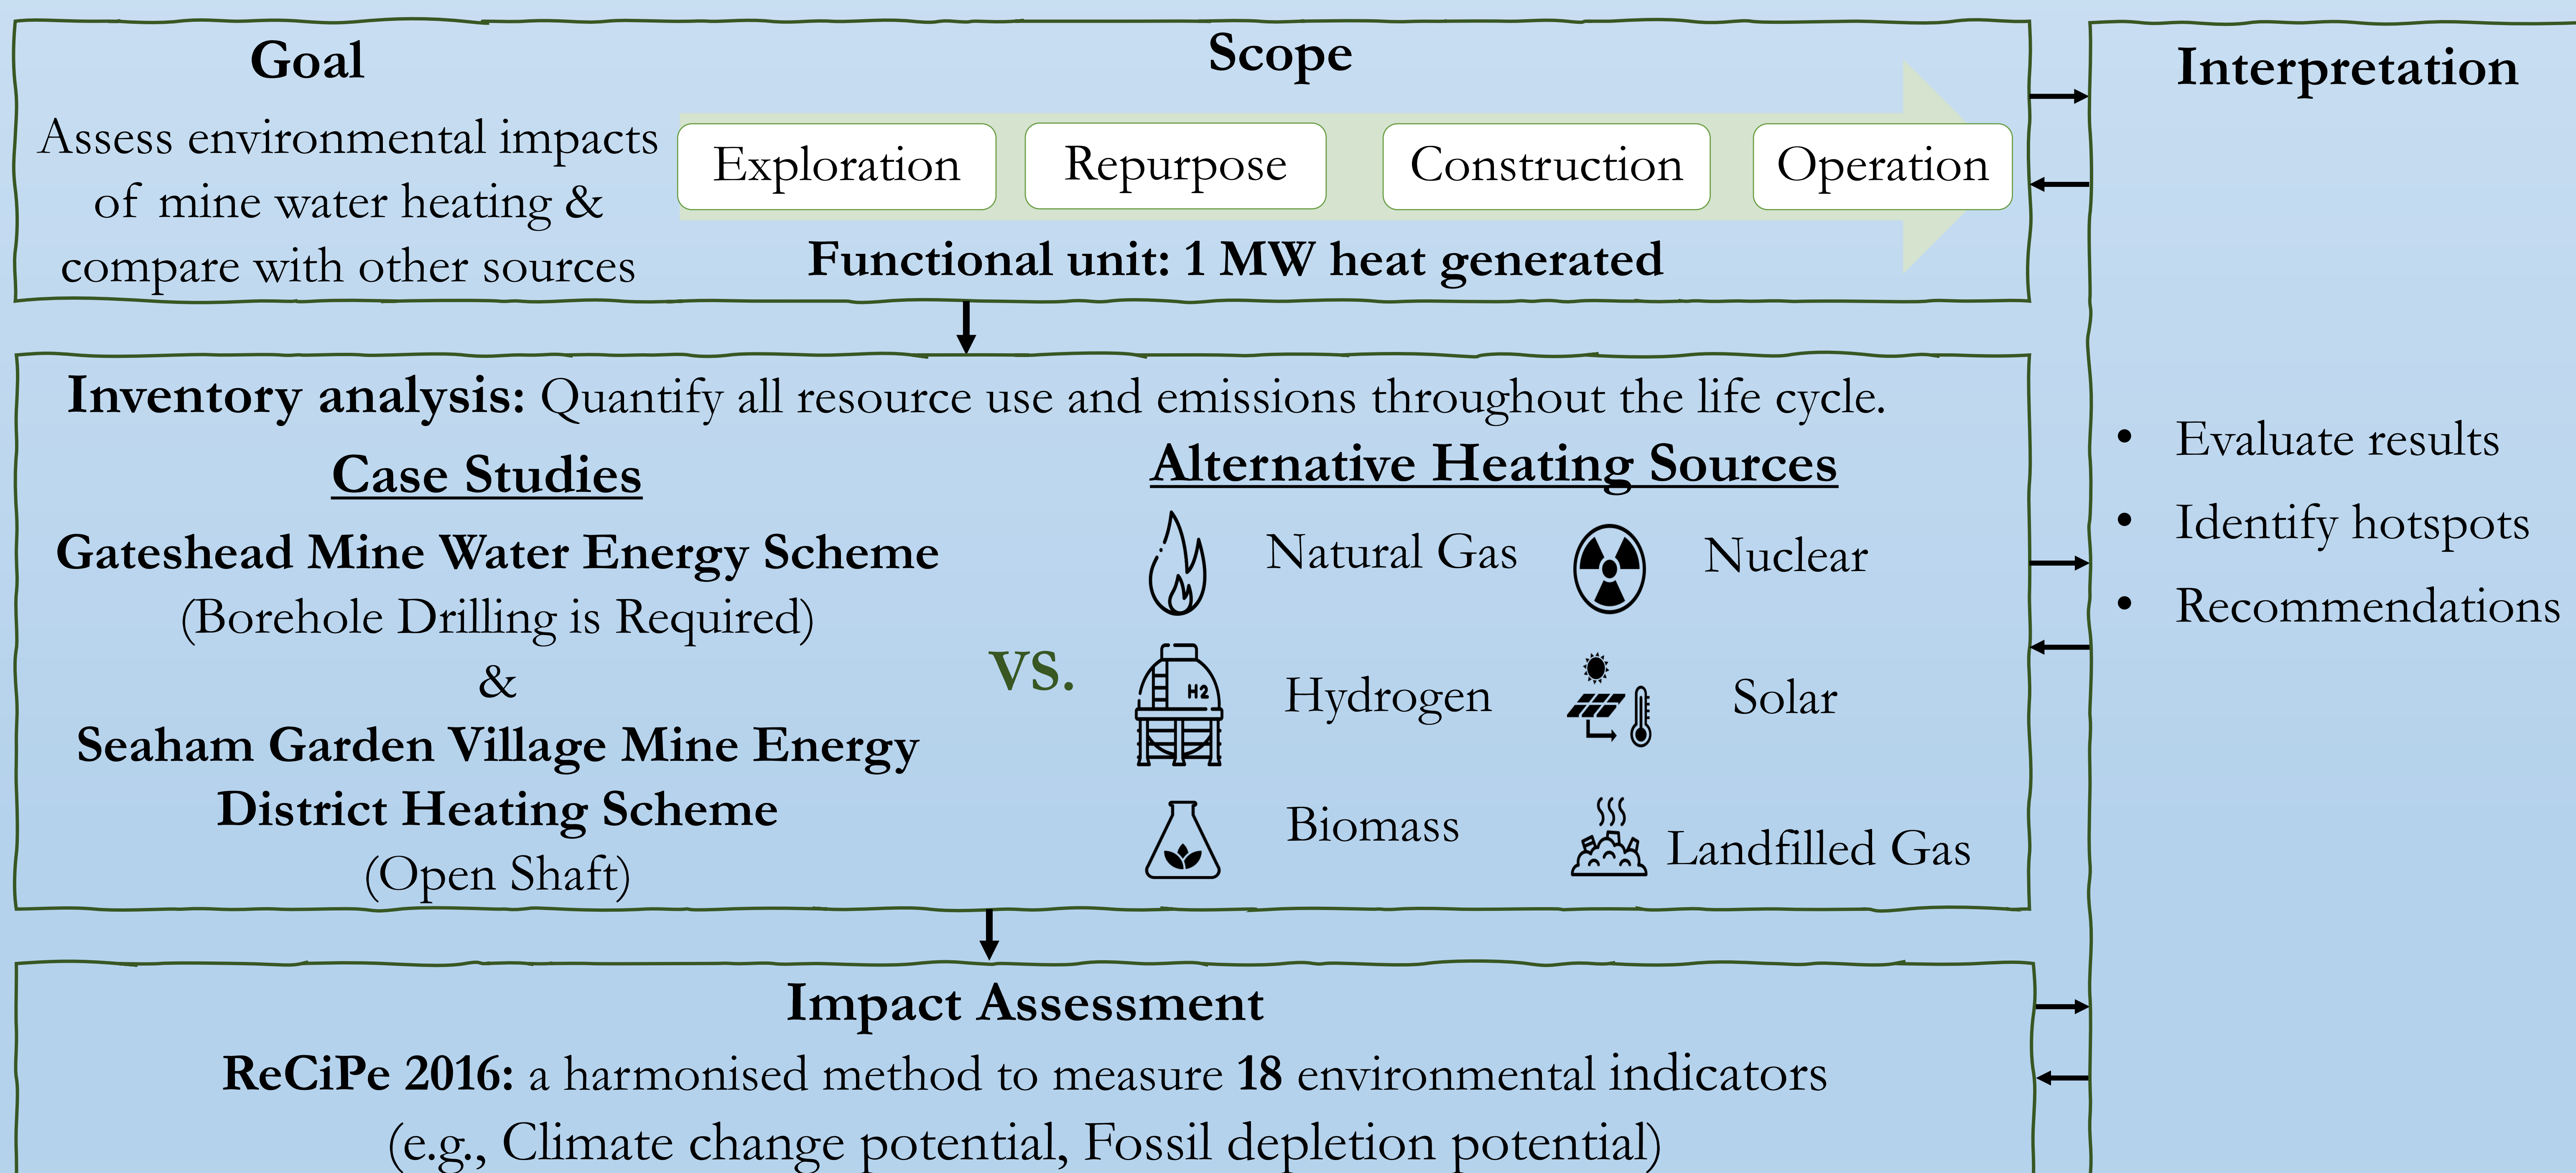 Goal
Assess environmental impacts
of mine water heating &
compare with other sources
Scope
Exploration
Repurpose
Construction
Operation
Functional unit: 1 MW heat generated
Inventory analysis: Quantify all resource use and emissions throughout the life cycle.
Case Studies
Gateshead Mine Water Energy Scheme
(Borehole Drilling is Required)
&
Seaham Garden Village Mine Energy
District Heating Scheme
(Open Shaft)
VS.
Alternative Heating Sources
Natural Gas
Nuclear
H2
Hydrogen
Solar
Biomass
Landfilled Gas
Impact Assessment
ReCiPe 2016: a harmonised method to measure 18 environmental indicators
(e.g., Climate change potential, Fossil depletion potential)
Interpretation
• Evaluate results
• Identify hotspots
• Recommendations